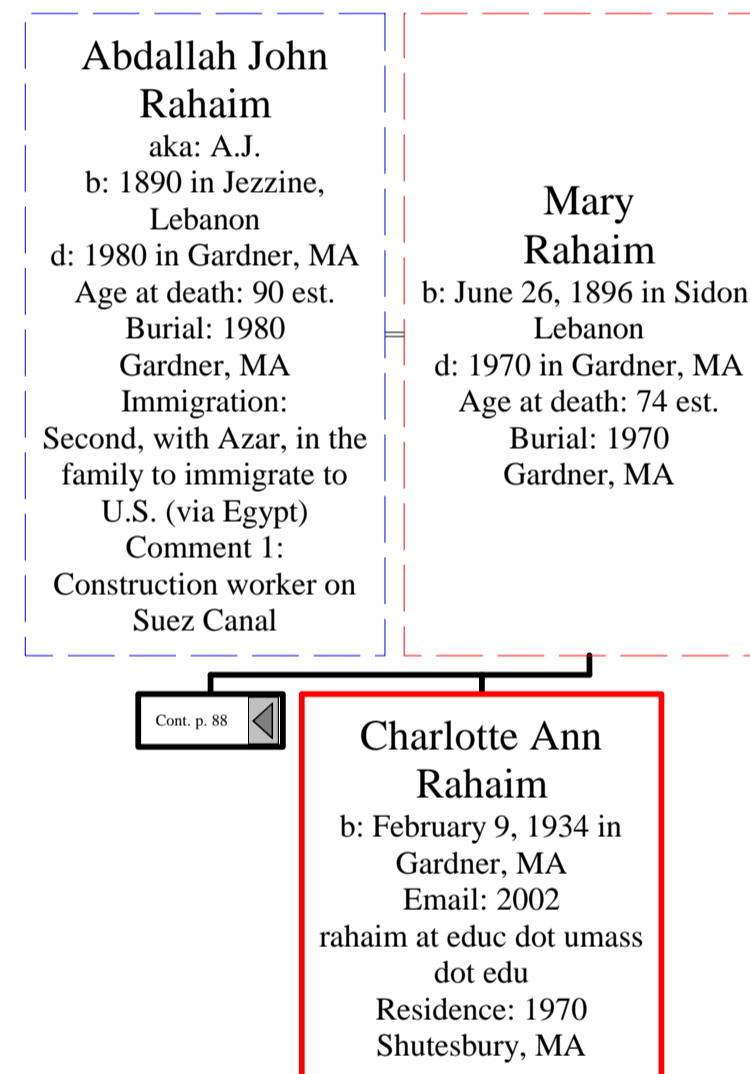 Abdallah John
Rahaim
aka: A.J.
b: 1890 in Jezzine,
Lebanon
d: 1980 in Gardner, MA
Age at death: 90 est.
Burial: 1980
Gardner, MA
Immigration:
Second, with Azar, in the
family to immigrate to
U.S. (via Egypt)
Comment 1:
Construction worker on
Suez Canal
Mary
Rahaim
b: June 26, 1896 in Sidon
Lebanon
d: 1970 in Gardner, MA
Age at death: 74 est.
Burial: 1970
Gardner, MA
Cont. p. 88
Charlotte Ann
Rahaim
b: February 9, 1934 in
Gardner, MA
Email: 2002
rahaim at educ dot umass
dot edu
Residence: 1970
Shutesbury, MA